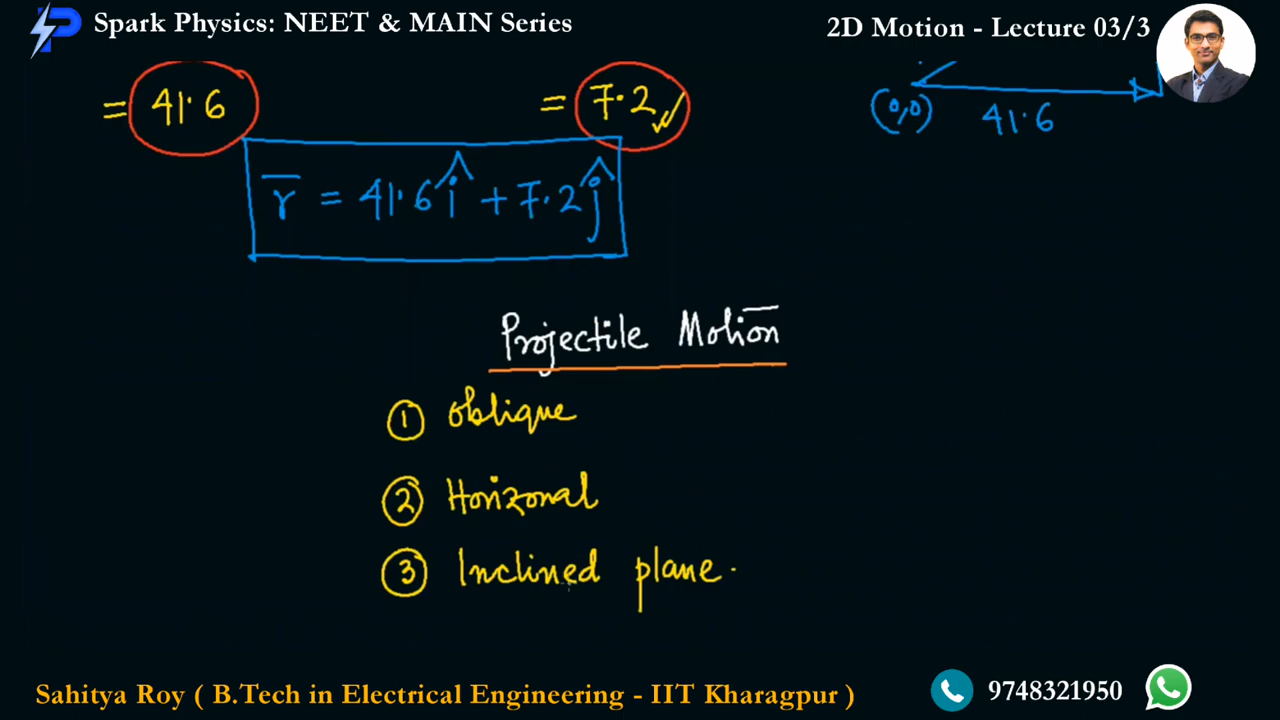 Spark Physics: NEET & MAIN Series
2D Motion - Lecture 03/3
= 41.6
= 7.2
(0,0)
41.6
r̅ = 41.6 î + 7.2 ĵ
Projectile Motion
① Oblique
② Horizonal
③ Inclined plane.
Sahitya Roy ( B.Tech in Electrical Engineering - IIT Kharagpur )
9748321950